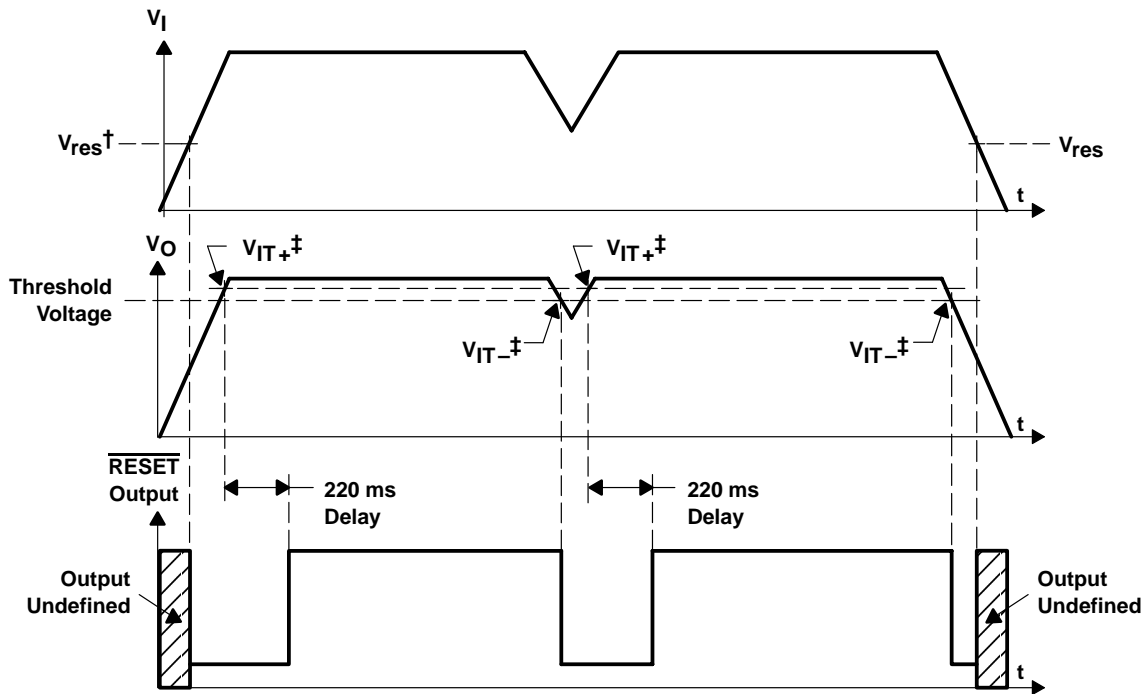 VI
Vres†
Vres
t
VO
VIT+‡
VIT+‡
Threshold
Voltage
VIT–‡
VIT–‡
t
RESET
Output
220 ms
Delay
220 ms
Delay
Output
Undefined
Output
Undefined
t